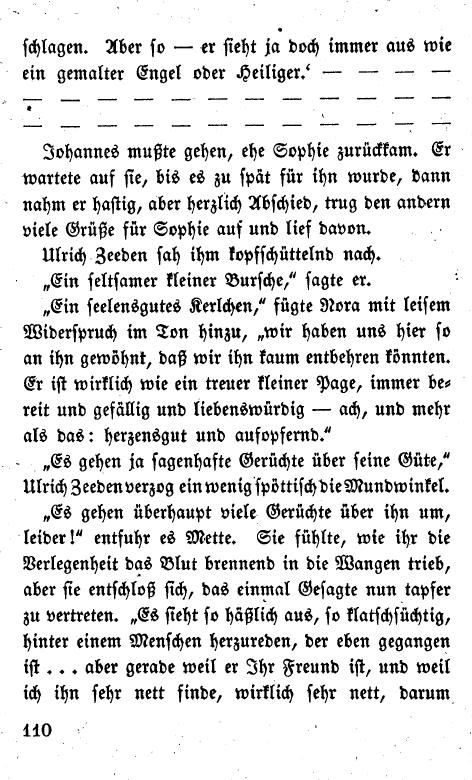 schlagen. Aber so — er sieht ja doch immer aus wie
ein gemalter Engel oder Heiliger.‘ — — — — —
— — — — — — — — — — — —
— — — — — — — — — — — —
Johannes mußte gehen, ehe Sophie zurückkam. Er
wartete auf sie, bis es zu spät für ihn wurde, dann
nahm er hastig, aber herzlich Abschied, trug den andern
viele Grüße für Sophie auf und lief davon.
Ulrich Zeeden sah ihm kopfschüttelnd nach.
„Ein seltsamer kleiner Bursche,“ sagte er.
„Ein seelensgutes Kerlchen,“ fügte Nora mit leisem
Widerspruch im Ton hinzu, „wir haben uns hier so
an ihn gewöhnt, daß wir ihn kaum entbehren könnten.
Er ist wirklich wie ein treuer kleiner Page, immer be-
reit und gefällig und liebenswürdig — ach, und mehr
als das: herzensgut und aufopfernd.“
„Es gehen ja sagenhafte Gerüchte über seine Güte,“
Ulrich Zeeden verzog ein wenig spöttisch die Mundwinkel.
„Es gehen überhaupt viele Gerüchte über ihn um,
leider!“ entfuhr es Mette. Sie fühlte, wie ihr die
Verlegenheit das Blut brennend in die Wangen trieb,
aber sie entschloß sich, das einmal Gesagte nun tapfer
zu vertreten. „Es sieht so häßlich aus, so klatschsüchtig,
hinter einem Menschen herzureden, der eben gegangen
ist . . . aber gerade weil er Ihr Freund ist, und weil
ich ihn sehr nett finde, wirklich sehr nett, darum
110